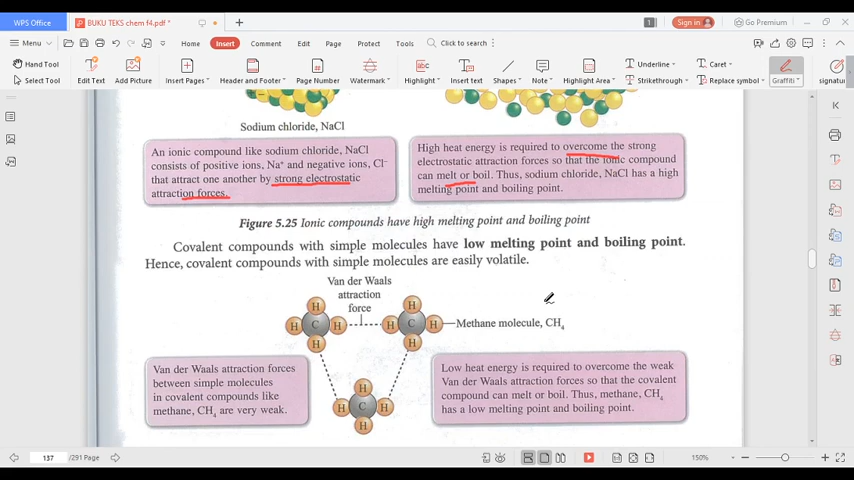 WPS Office
BUKU TEKS chem f4.pdf *
1
Sign in
Go Premium
Menu
Home
Insert
Comment
Edit
Page
Protect
Tools
Click to search
Hand Tool
Select Tool
Edit Text
Add Picture
Insert Pages
Header and Footer
Page Number
Watermark
Highlight
Insert text
Shapes
Note
Highlight Area
Underline
Strikethrough
Caret
Replace symbol
Graffiti
signatur
Sodium chloride, NaCl
An ionic compound like sodium chloride, NaCl
consists of positive ions, Na⁺ and negative ions, Cl⁻
that attract one another by strong electrostatic
attraction forces.
High heat energy is required to overcome the strong
electrostatic attraction forces so that the ionic compound
can melt or boil. Thus, sodium chloride, NaCl has a high
melting point and boiling point.
Figure 5.25 Ionic compounds have high melting point and boiling point
Covalent compounds with simple molecules have low melting point and boiling point.
Hence, covalent compounds with simple molecules are easily volatile.
Van der Waals
attraction
force
H
H
H C H
H C H
Methane molecule, CH₄
H
H
Van der Waals attraction forces
between simple molecules
in covalent compounds like
methane, CH₄ are very weak.
H
H C H
H
Low heat energy is required to overcome the weak
Van der Waals attraction forces so that the covalent
compound can melt or boil. Thus, methane, CH₄
has a low melting point and boiling point.
137
/291 Page
150%